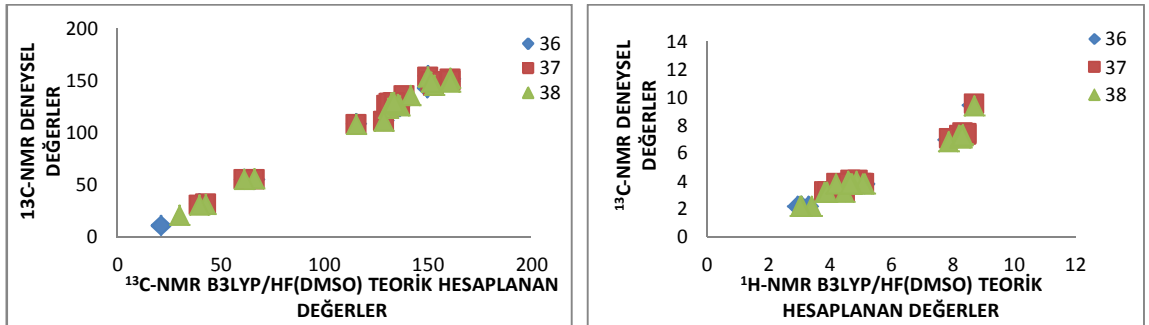 13C-NMR DENEYSEL
DEĞERLER
200
150
100
50
0
0 50 100 150 200
¹³C-NMR B3LYP/HF(DMSO) TEORİK HESAPLANAN
DEĞERLER
36
37
38
¹³C-NMR DENEYSEL
DEĞERLER
14
12
10
8
6
4
2
0
0 2 4 6 8 10 12
¹H-NMR B3LYP/HF(DMSO) TEORİK
HESAPLANAN DEĞERLER
36
37
38